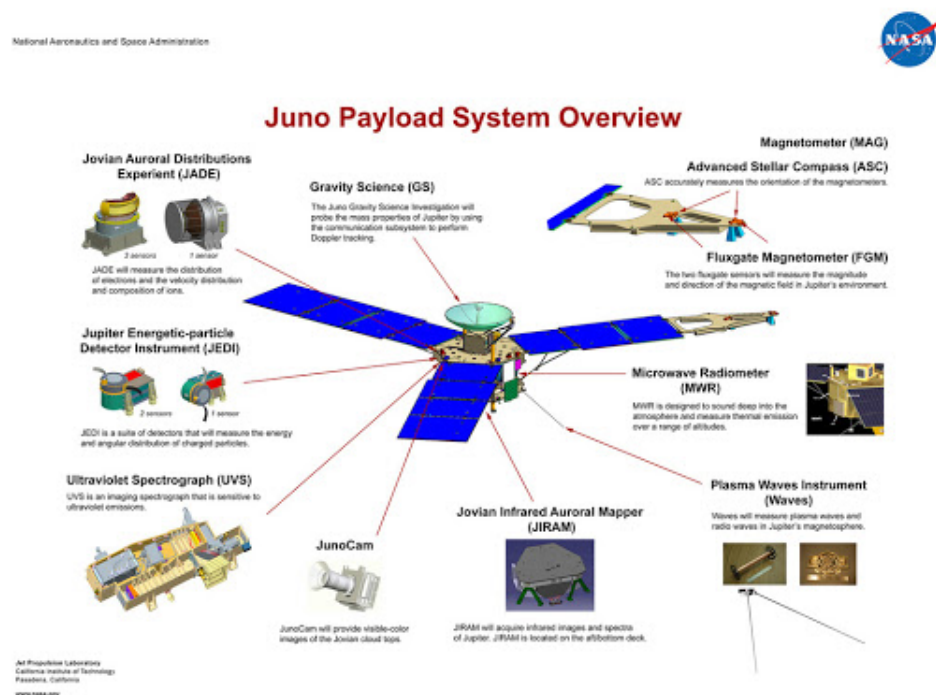 National Aeronautics and Space Administration
NASA
Juno Payload System Overview
Jovian Auroral Distributions
Experient (JADE)
2 sensors
1 sensor
JADE will measure the distribution
of electrons and the velocity distribution
and composition of ions.
Gravity Science (GS)
The Juno Gravity Science Investigation will
probe the mass properties of Jupiter by using
the communication subsystem to perform
Doppler tracking.
Magnetometer (MAG)
Advanced Stellar Compass (ASC)
ASC accurately measures the orientation of the magnetometers.
Fluxgate Magnetometer (FGM)
The two fluxgate sensors will measure the magnitude
and direction of the magnetic field in Jupiter's environment.
Jupiter Energetic-particle
Detector Instrument (JEDI)
2 sensors
1 sensor
JEDI is a suite of detectors that will measure the energy
and angular distribution of charged particles.
Microwave Radiometer
(MWR)
MWR is designed to sound deep into the
atmosphere and measure thermal emission
over a range of altitudes.
Ultraviolet Spectrograph (UVS)
UVS is an imaging spectrograph that is sensitive to
ultraviolet emissions.
JunoCam
JunoCam will provide visible-color
images of the Jovian cloud tops.
Jovian Infrared Auroral Mapper
(JIRAM)
JIRAM will acquire infrared images and spectra
of Jupiter. JIRAM is located on the aft/bottom deck.
Plasma Waves Instrument
(Waves)
Waves will measure plasma waves and
radio waves in Jupiter's magnetosphere.
Jet Propulsion Laboratory
California Institute of Technology
Pasadena, California
www.nasa.gov